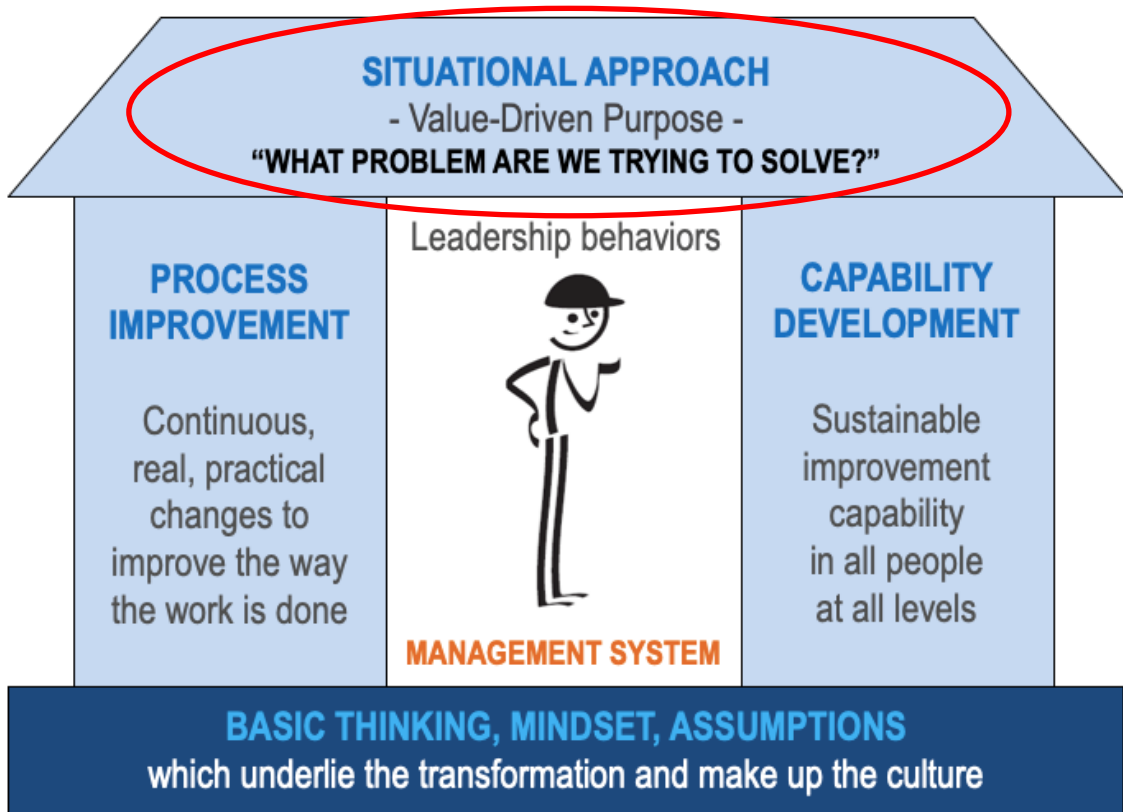 SITUATIONAL APPROACH
- Value-Driven Purpose -
“WHAT PROBLEM ARE WE TRYING TO SOLVE?”
PROCESS
IMPROVEMENT
Continuous,
real, practical
changes to
improve the way
the work is done
Leadership behaviors
MANAGEMENT SYSTEM
CAPABILITY
DEVELOPMENT
Sustainable
improvement
capability
in all people
at all levels
BASIC THINKING, MINDSET, ASSUMPTIONS
which underlie the transformation and make up the culture